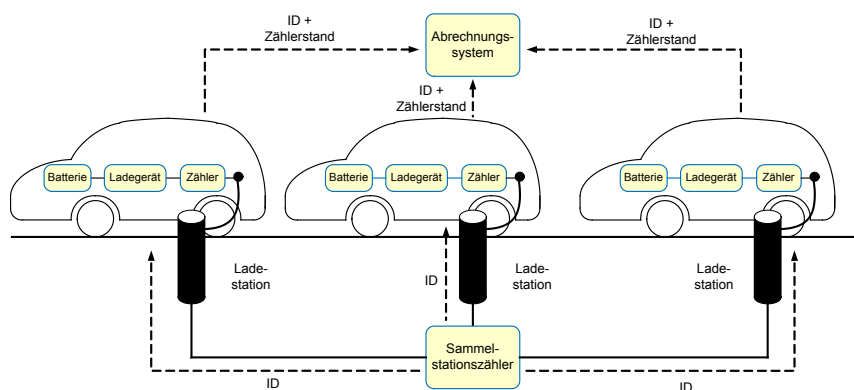 ID +
Zählerstand
Abrechnungs-
system
ID +
Zählerstand
ID +
Zählerstand
Batterie
Ladegerät
Zähler
Batterie
Ladegerät
Zähler
Batterie
Ladegerät
Zähler
Lade-
station
ID
Lade-
station
Lade-
station
Sammel-
stationszähler
ID
ID